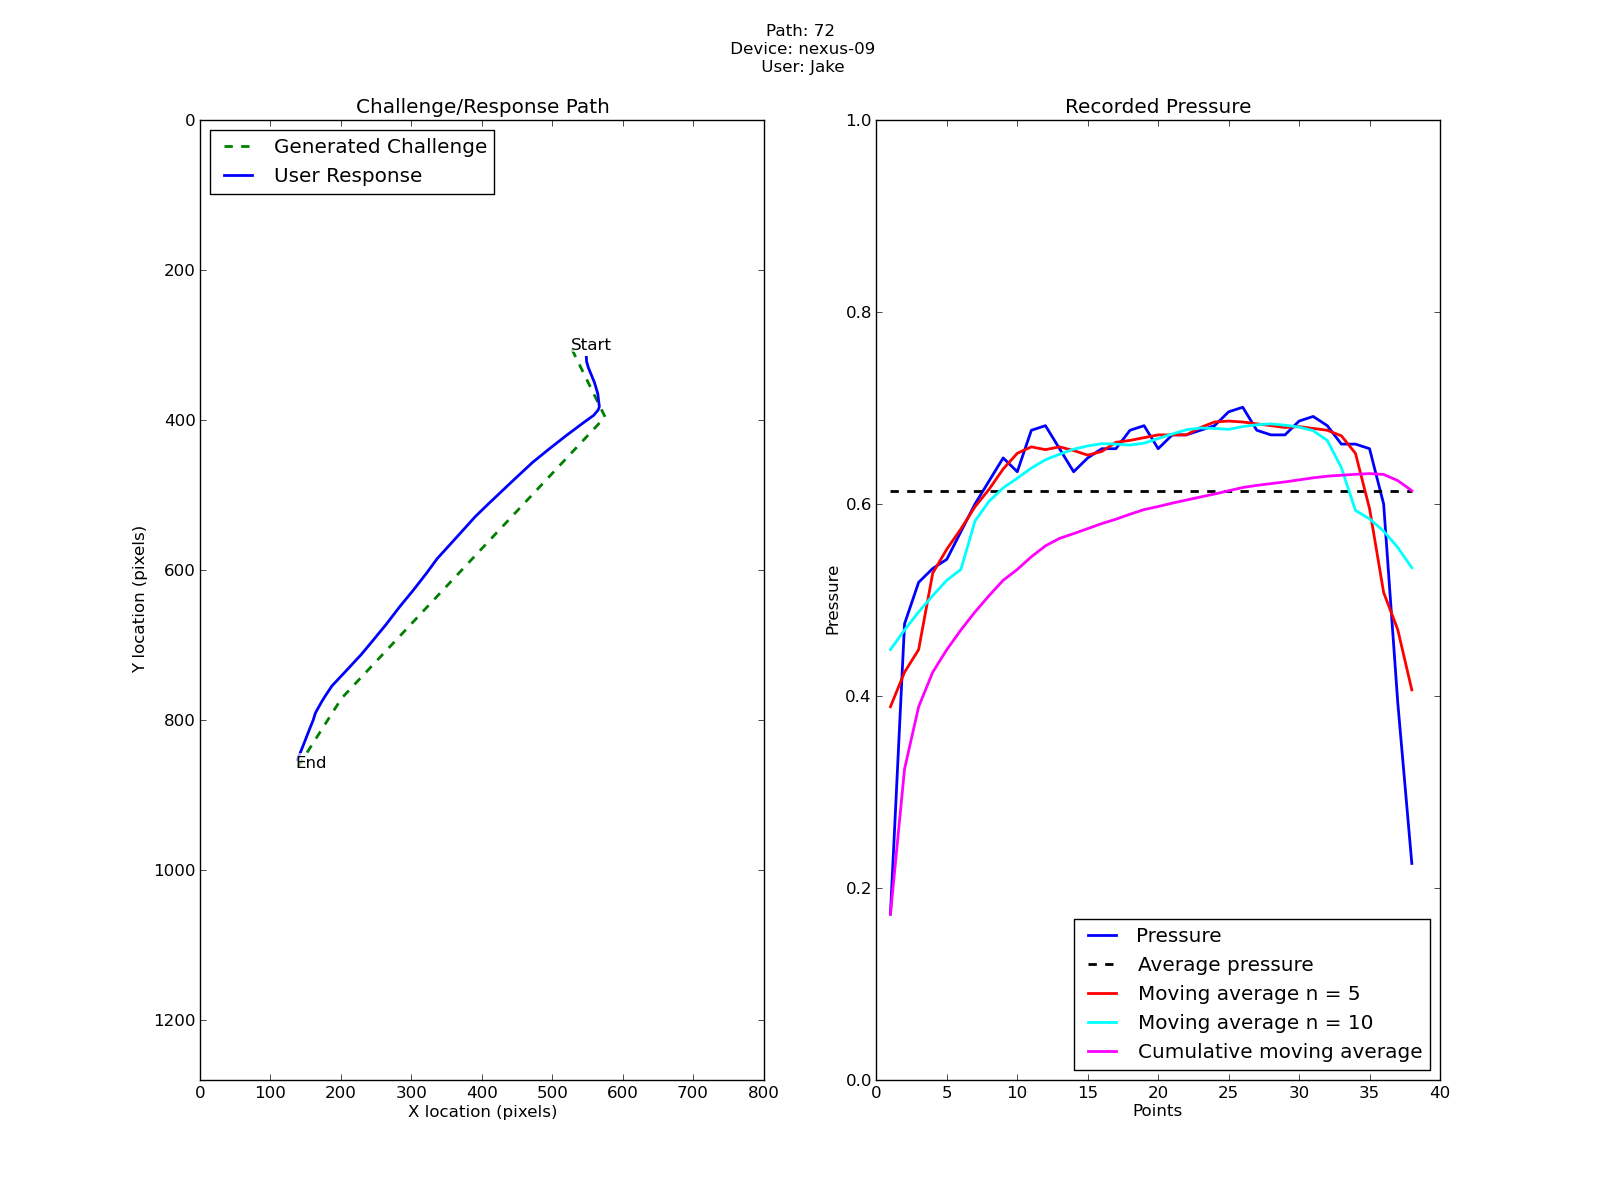 Path: 72
Device: nexus-09
User: Jake
Challenge/Response Path
Generated Challenge
User Response
Start
End
0
200
400
600
800
1000
1200
Y location (pixels)
0 100 200 300 400 500 600 700 800
X location (pixels)
Recorded Pressure
1.0
0.8
0.6
0.4
0.2
0.0
Pressure
Pressure
Average pressure
Moving average n = 5
Moving average n = 10
Cumulative moving average
0 5 10 15 20 25 30 35 40
Points